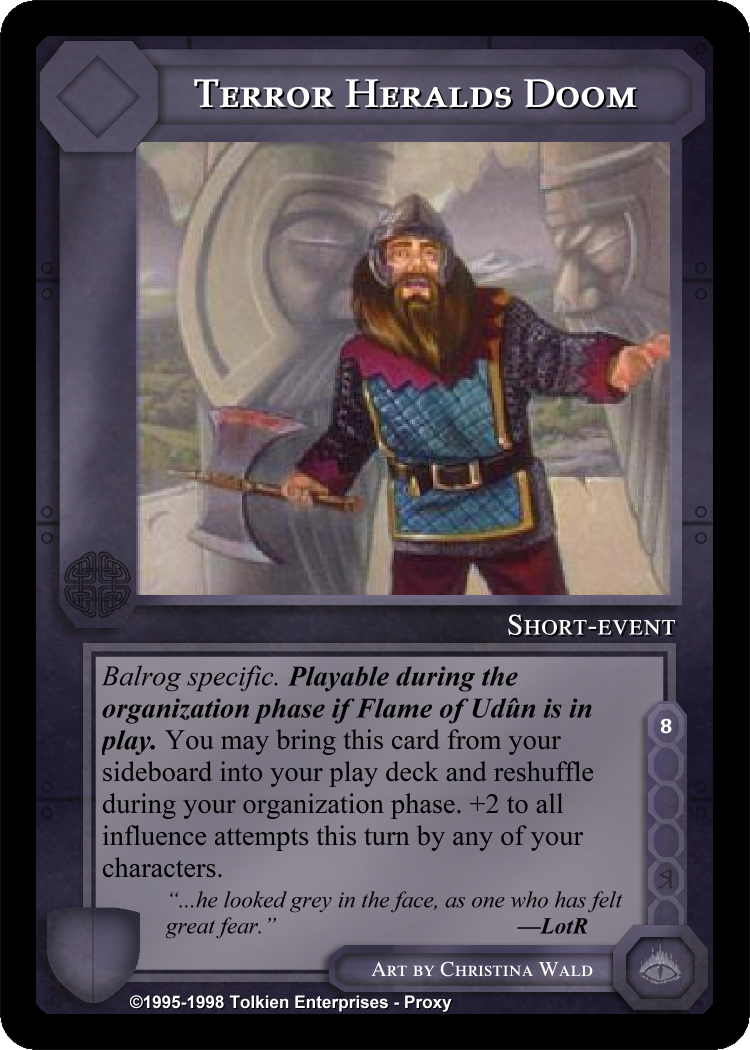 Terror Heralds Doom
Short-event
Balrog specific. Playable during the
organization phase if Flame of Udûn is in
play. You may bring this card from your
sideboard into your play deck and reshuffle
during your organization phase. +2 to all
influence attempts this turn by any of your
characters.
8
“...he looked grey in the face, as one who has felt
great fear.” —LotR
Art by Christina Wald
©1995-1998 Tolkien Enterprises - Proxy